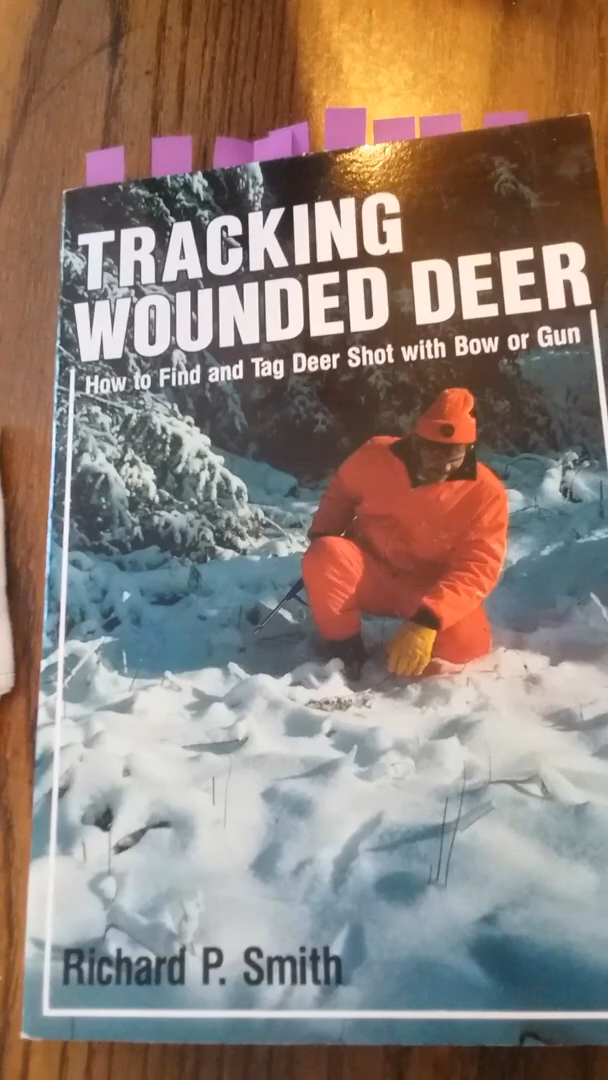 TRACKING
WOUNDED DEER
How to Find and Tag Deer Shot with Bow or Gun
Richard P. Smith